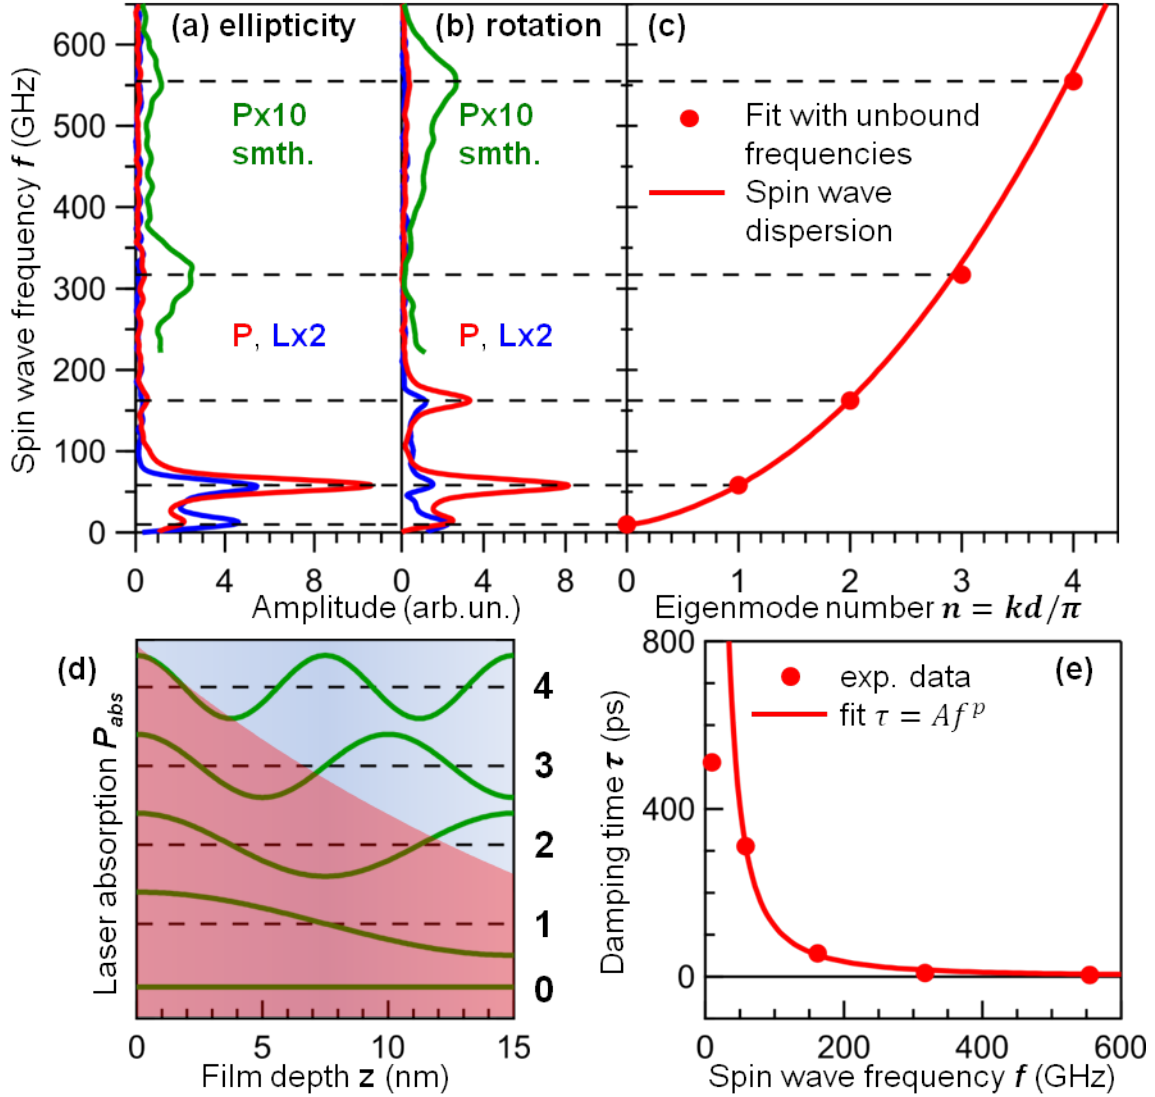 (a) ellipticity
(b) rotation
(c)
Spin wave frequency f (GHz)
600
500
400
300
200
100
0
Px10
smth.
Px10
smth.
P, Lx2
P, Lx2
Fit with unbound
frequencies
Spin wave
dispersion
0 4 8
0 4 8
0 1 2 3 4
Amplitude (arb.un.)
Eigenmode number n = kd/π
(d)
Laser absorption P_abs
4
3
2
1
0
0 5 10 15
Film depth z (nm)
(e)
Damping time τ (ps)
800
400
0
exp. data
fit τ = Af^p
0 200 400 600
Spin wave frequency f (GHz)